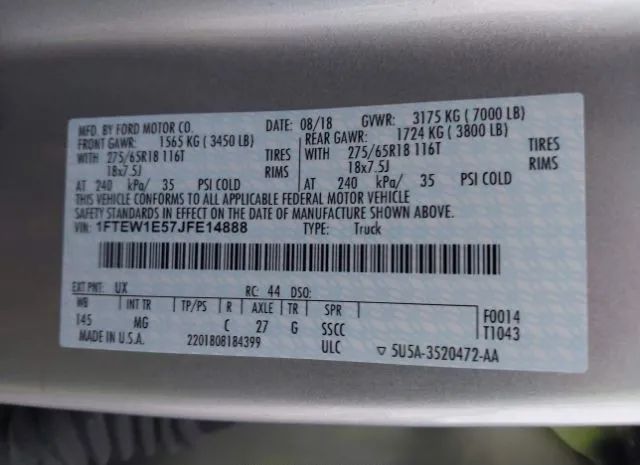 MFD. BY FORD MOTOR CO. DATE: 08/18 GVWR: 3175 KG ( 7000 LB)
FRONT GAWR: 1565 KG ( 3450 LB) REAR GAWR: 1724 KG ( 3800 LB)
WITH 275/65R18 116T TIRES WITH 275/65R18 116T TIRES
18x7.5J RIMS 18x7.5J RIMS
AT 240 kPa/ 35 PSI COLD AT 240 kPa/ 35 PSI COLD
THIS VEHICLE CONFORMS TO ALL APPLICABLE FEDERAL MOTOR VEHICLE
SAFETY STANDARDS IN EFFECT ON THE DATE OF MANUFACTURE SHOWN ABOVE.
VIN: 1FTEW1E57JFE14888 TYPE: Truck
EXT PNT: UX RC: 44 DSO:
WB INT TR TP/PS R AXLE TR SPR F0014
145 MG C 27 G SSCC T1043
MADE IN U.S.A. 2201808184399 ULC ▽ 5U5A-3520472-AA